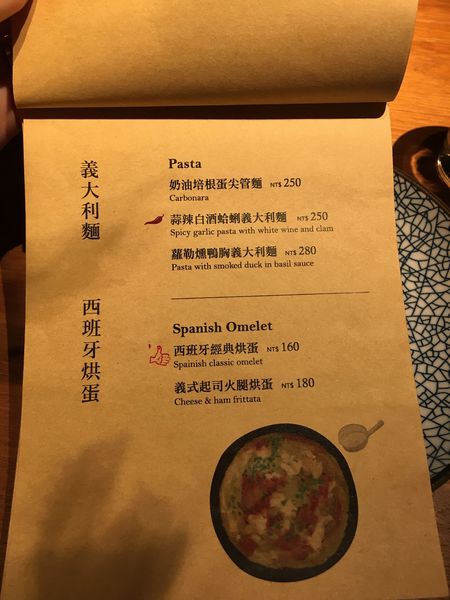 義大利麵
Pasta
奶油培根蛋尖管麵 NT$ 250
Carbonara
蒜辣白酒蛤蜊義大利麵 NT$ 250
Spicy garlic pasta with white wine and clam
蘿勒燻鴨胸義大利麵 NT$ 280
Pasta with smoked duck in basil sauce
西班牙烘蛋
Spanish Omelet
西班牙經典烘蛋 NT$ 160
Spainish classic omelet
義式起司火腿烘蛋 NT$ 180
Cheese & ham frittata